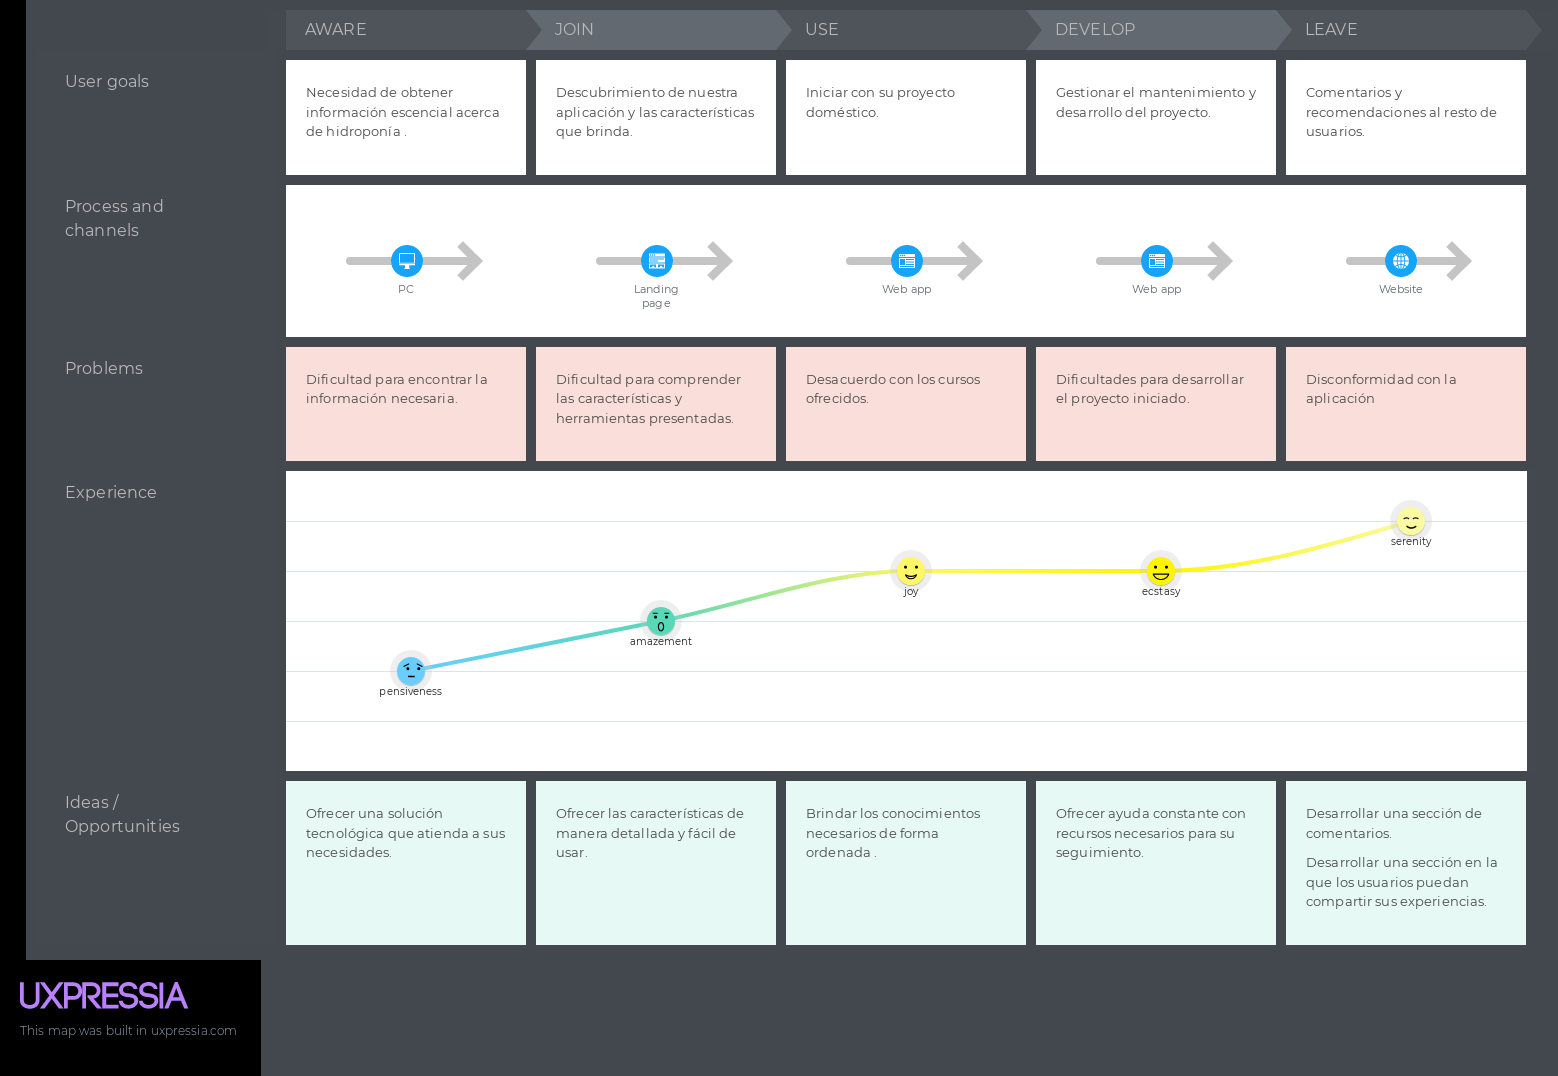 AWARE
JOIN
USE
DEVELOP
LEAVE
User goals
Necesidad de obtener
información escencial acerca
de hidroponía .
Descubrimiento de nuestra
aplicación y las características
que brinda.
Iniciar con su proyecto
doméstico.
Gestionar el mantenimiento y
desarrollo del proyecto.
Comentarios y
recomendaciones al resto de
usuarios.
Process and
channels
PC
Landing
page
Web app
Web app
Website
Problems
Dificultad para encontrar la
información necesaria.
Dificultad para comprender
las características y
herramientas presentadas.
Desacuerdo con los cursos
ofrecidos.
Dificultades para desarrollar
el proyecto iniciado.
Disconformidad con la
aplicación
Experience
pensiveness
amazement
joy
ecstasy
serenity
Ideas /
Opportunities
Ofrecer una solución
tecnológica que atienda a sus
necesidades.
Ofrecer las características de
manera detallada y fácil de
usar.
Brindar los conocimientos
necesarios de forma
ordenada .
Ofrecer ayuda constante con
recursos necesarios para su
seguimiento.
Desarrollar una sección de
comentarios.
Desarrollar una sección en la
que los usuarios puedan
compartir sus experiencias.
UXPRESSIA
This map was built in uxpressia.com